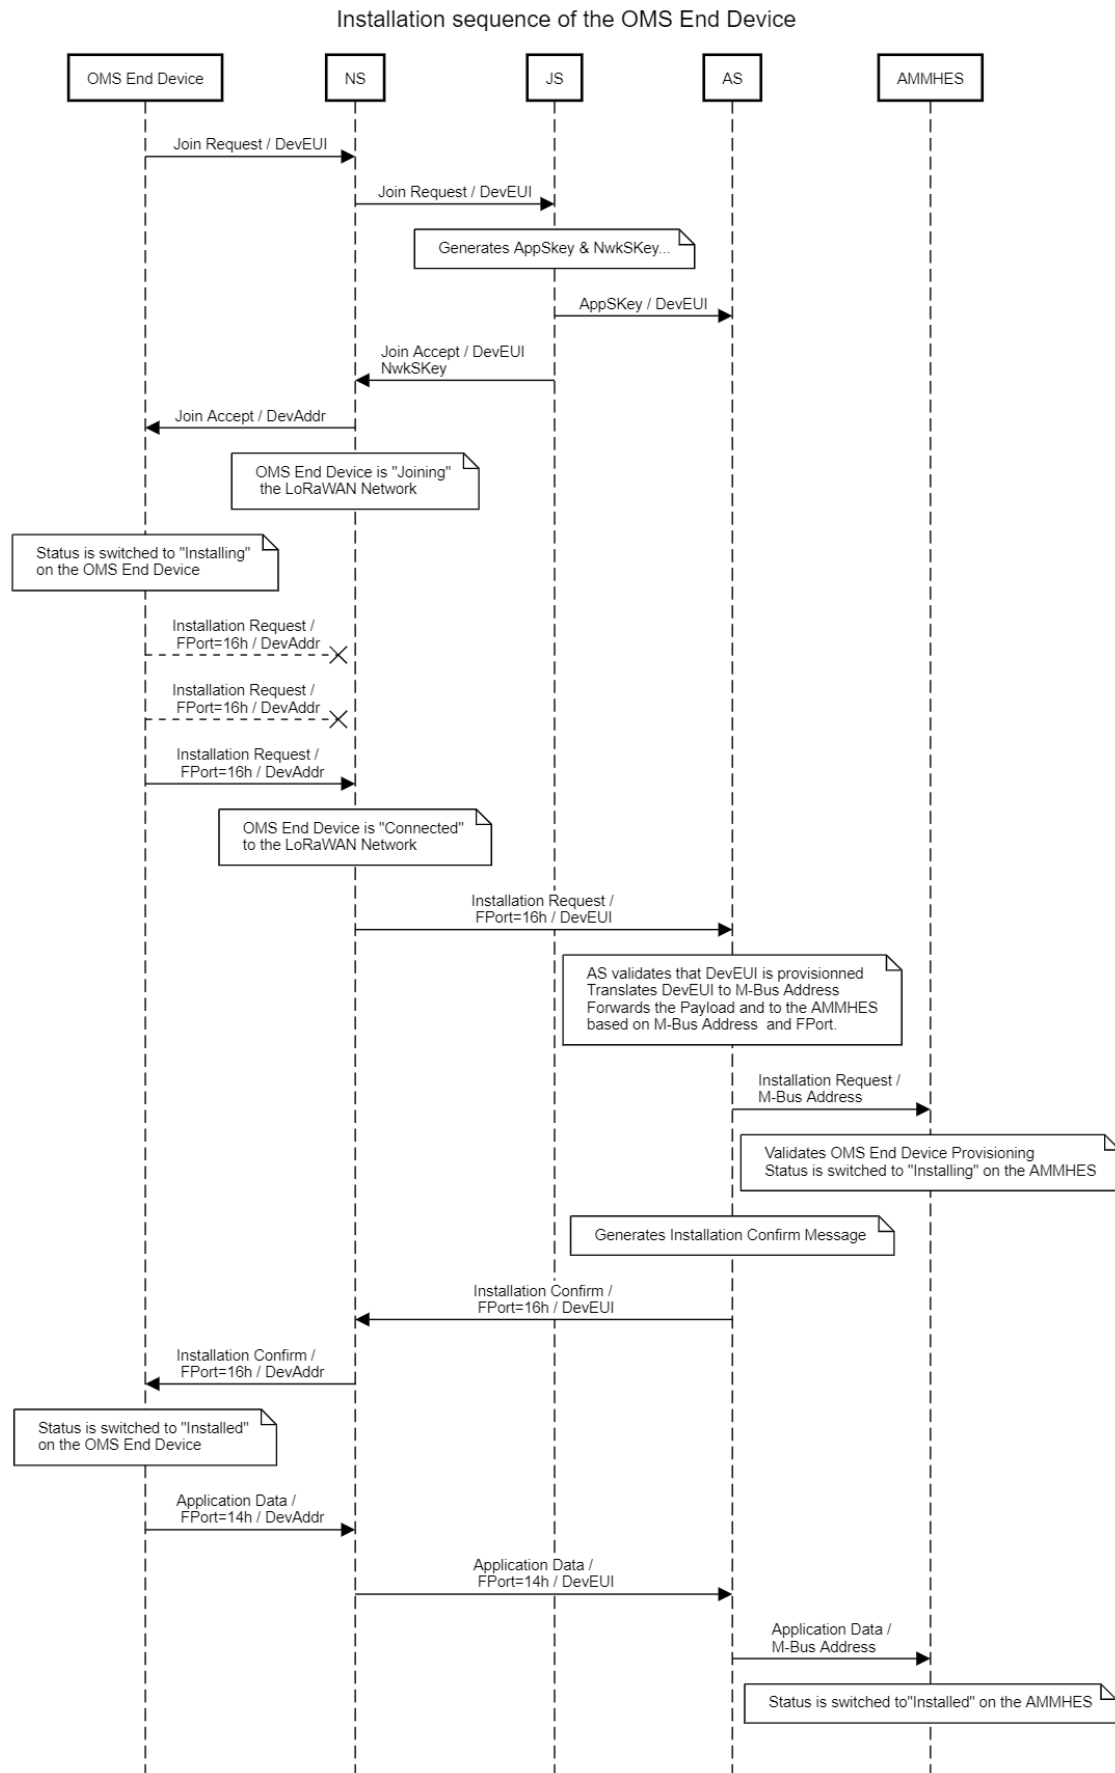 Installation sequence of the OMS End Device
OMS End Device
NS
JS
AS
AMMHES
Join Request / DevEUI
Join Request / DevEUI
Generates AppSkey & NwkSKey...
AppSKey / DevEUI
Join Accept / DevEUI
NwkSKey
Join Accept / DevAddr
OMS End Device is "Joining"
the LoRaWAN Network
Status is switched to "Installing"
on the OMS End Device
Installation Request /
FPort=16h / DevAddr
Installation Request /
FPort=16h / DevAddr
Installation Request /
FPort=16h / DevAddr
OMS End Device is "Connected"
to the LoRaWAN Network
Installation Request /
FPort=16h / DevEUI
AS validates that DevEUI is provisionned
Translates DevEUI to M-Bus Address
Forwards the Payload and to the AMMHES
based on M-Bus Address  and FPort.
Installation Request /
M-Bus Address
Validates OMS End Device Provisioning
Status is switched to "Installing" on the AMMHES
Generates Installation Confirm Message
Installation Confirm /
FPort=16h / DevEUI
Installation Confirm /
FPort=16h / DevAddr
Status is switched to "Installed"
on the OMS End Device
Application Data /
FPort=14h / DevAddr
Application Data /
FPort=14h / DevEUI
Application Data /
M-Bus Address
Status is switched to"Installed" on the AMMHES